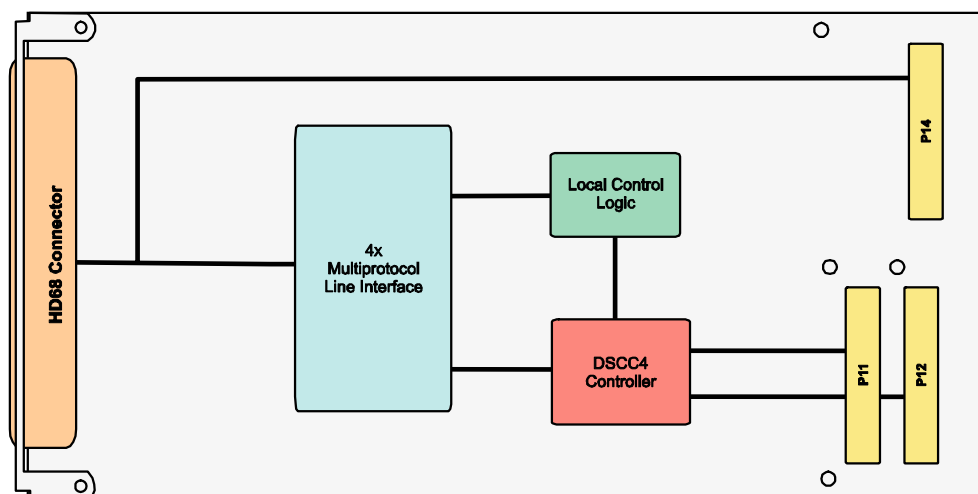 HD68 Connector
4x
Multiprotocol
Line Interface
Local Control
Logic
DSCC4
Controller
P14
P11
P12